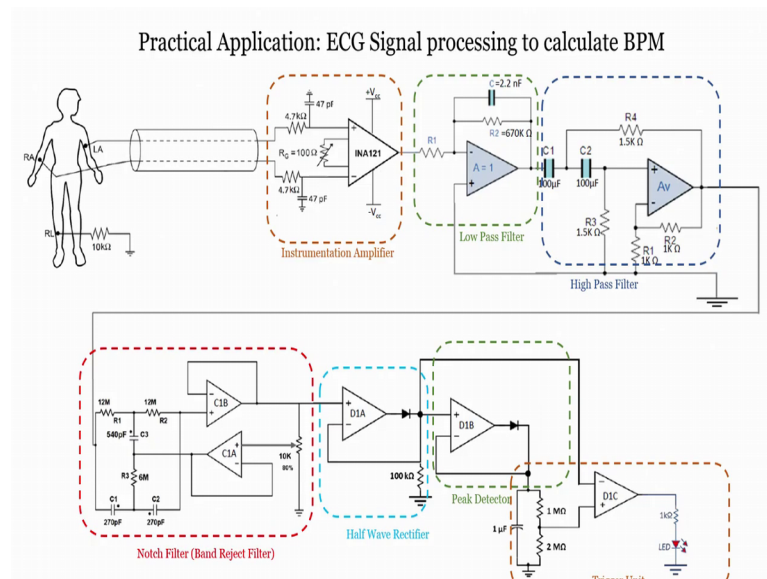 Practical Application: ECG Signal processing to calculate BPM
RA
LA
RL
10kΩ
47 pf
4.7kΩ
R_G =100Ω
4.7kΩ
47 pf
+V_cc
INA121
-V_cc
Instrumentation Amplifier
R1
C=2.2 nF
R2 =670K Ω
A = 1
Low Pass Filter
C1
100μF
C2
100μF
R4
1.5K Ω
R3
1.5K Ω
Av
R2
1K Ω
R1
1K Ω
High Pass Filter
12M
R1
12M
R2
540pF
C3
R3
6M
C1
270pF
C2
270pF
C1B
C1A
10K
80%
Notch Filter (Band Reject Filter)
D1A
100 kΩ
Half Wave Rectifier
D1B
Peak Detector
1 μF
1 MΩ
2 MΩ
D1C
1kΩ
LED